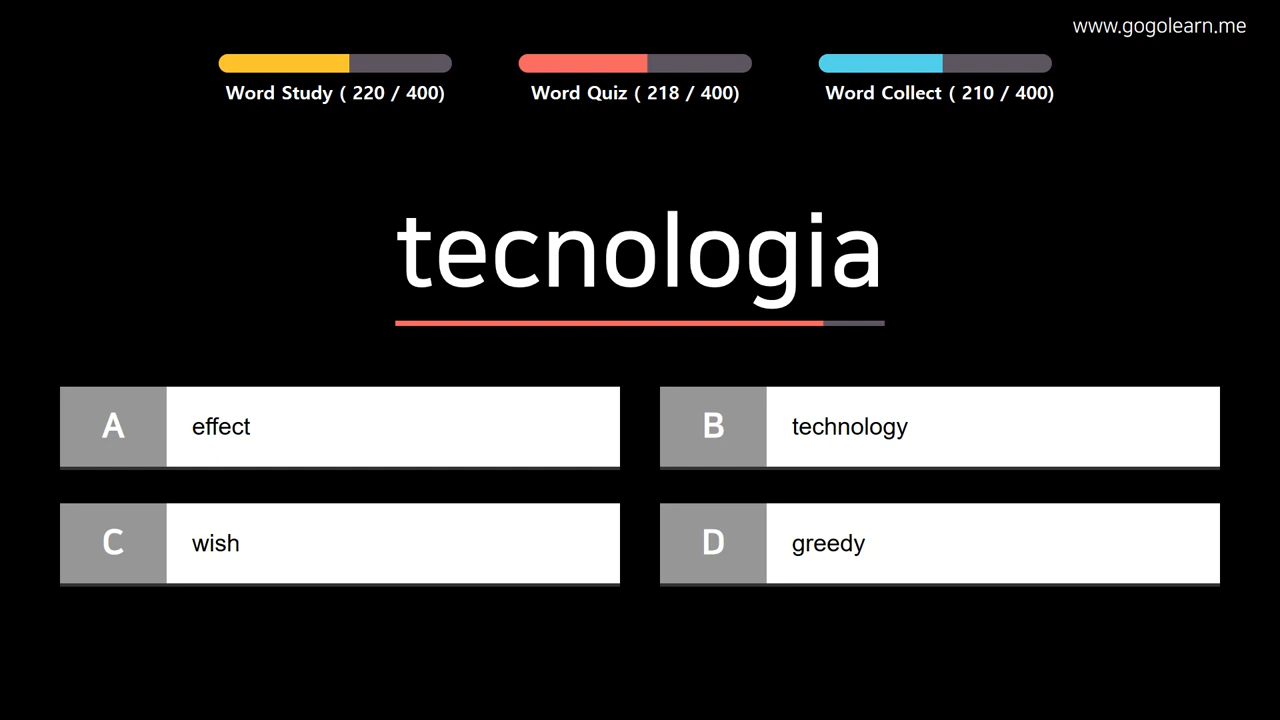 www.gogolearn.me
Word Study ( 220 / 400)
Word Quiz ( 218 / 400)
Word Collect ( 210 / 400)
tecnologia
A
effect
B
technology
C
wish
D
greedy